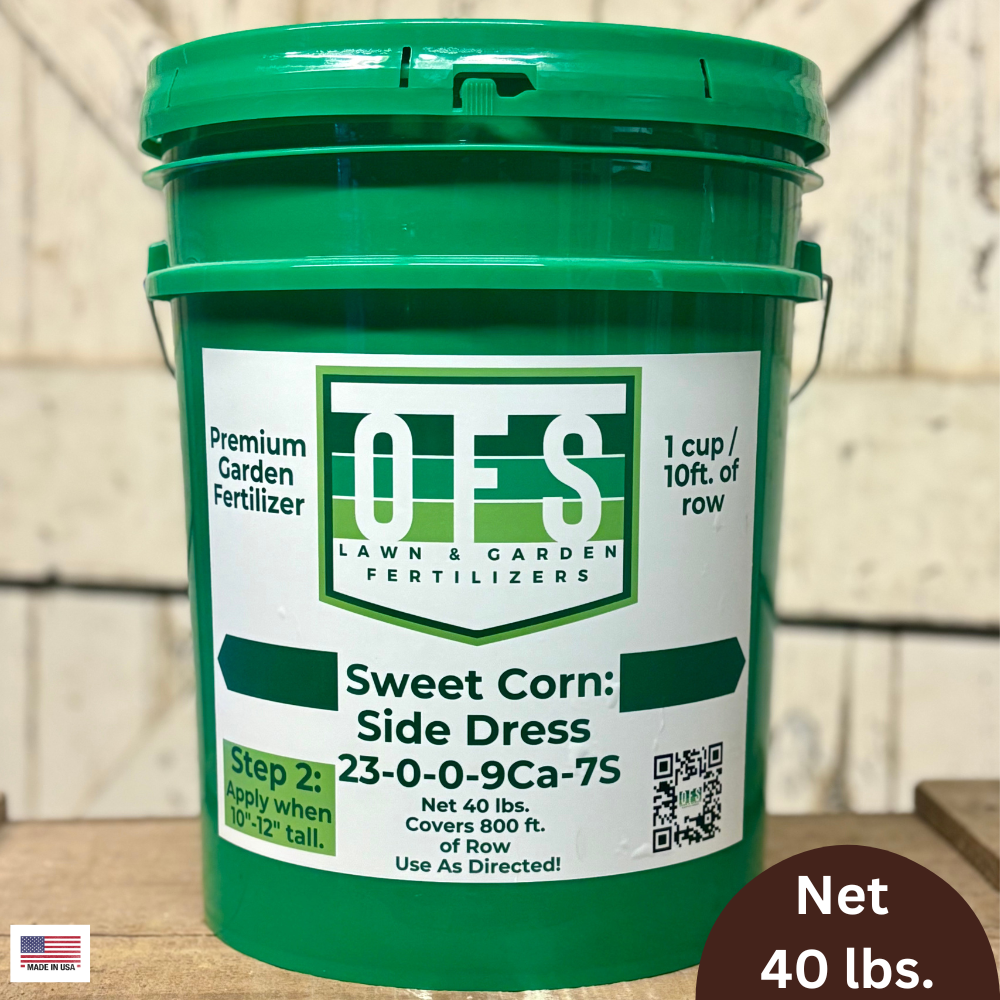 Premium
Garden
Fertilizer
OFS
LAWN & GARDEN
FERTILIZERS
1 cup /
10ft. of
row
Sweet Corn:
Side Dress
23-0-0-9Ca-7S
Step 2:
Apply when
10"-12" tall.
Net 40 lbs.
Covers 800 ft.
of Row
Use As Directed!
OFS
MADE IN USA
Net
40 lbs.